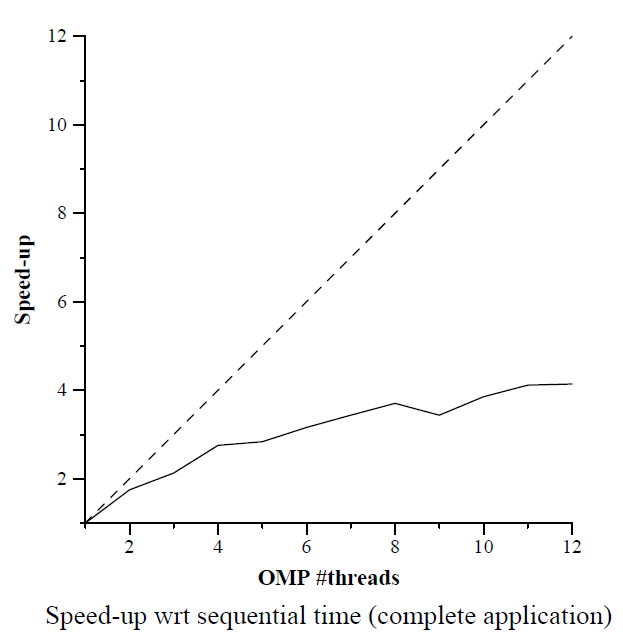 12
10
8
6
4
2
Speed-up
2 4 6 8 10 12
OMP #threads
Speed-up wrt sequential time (complete application)